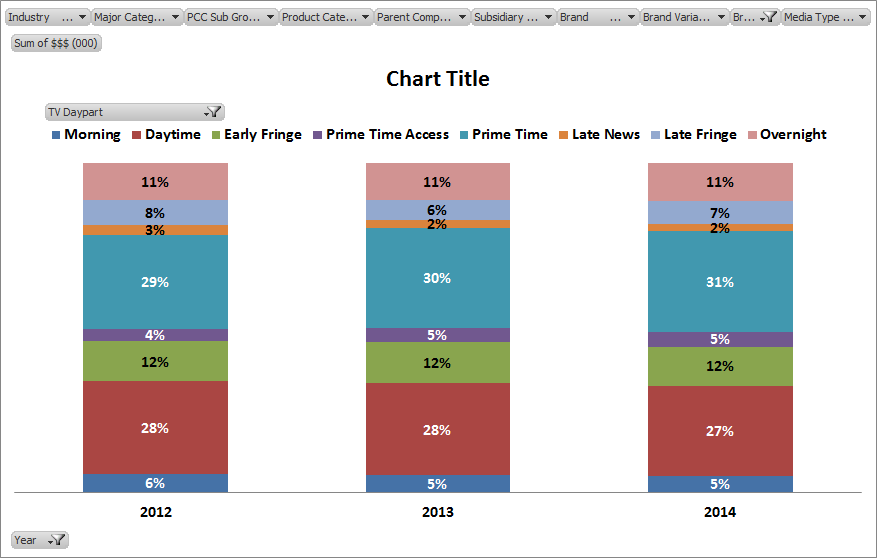 Industry ... Major Categ... PCC Sub Gro... Product Cate... Parent Comp... Subsidiary ... Brand ... Brand Varia... Br... Media Type ...
Sum of $$$ (000)
Chart Title
TV Daypart
Morning Daytime Early Fringe Prime Time Access Prime Time Late News Late Fringe Overnight
11% 11% 11%
8% 6% 7%
3% 2% 2%
29% 30% 31%
4% 5% 5%
12% 12% 12%
28% 28% 27%
6% 5% 5%
2012 2013 2014
Year